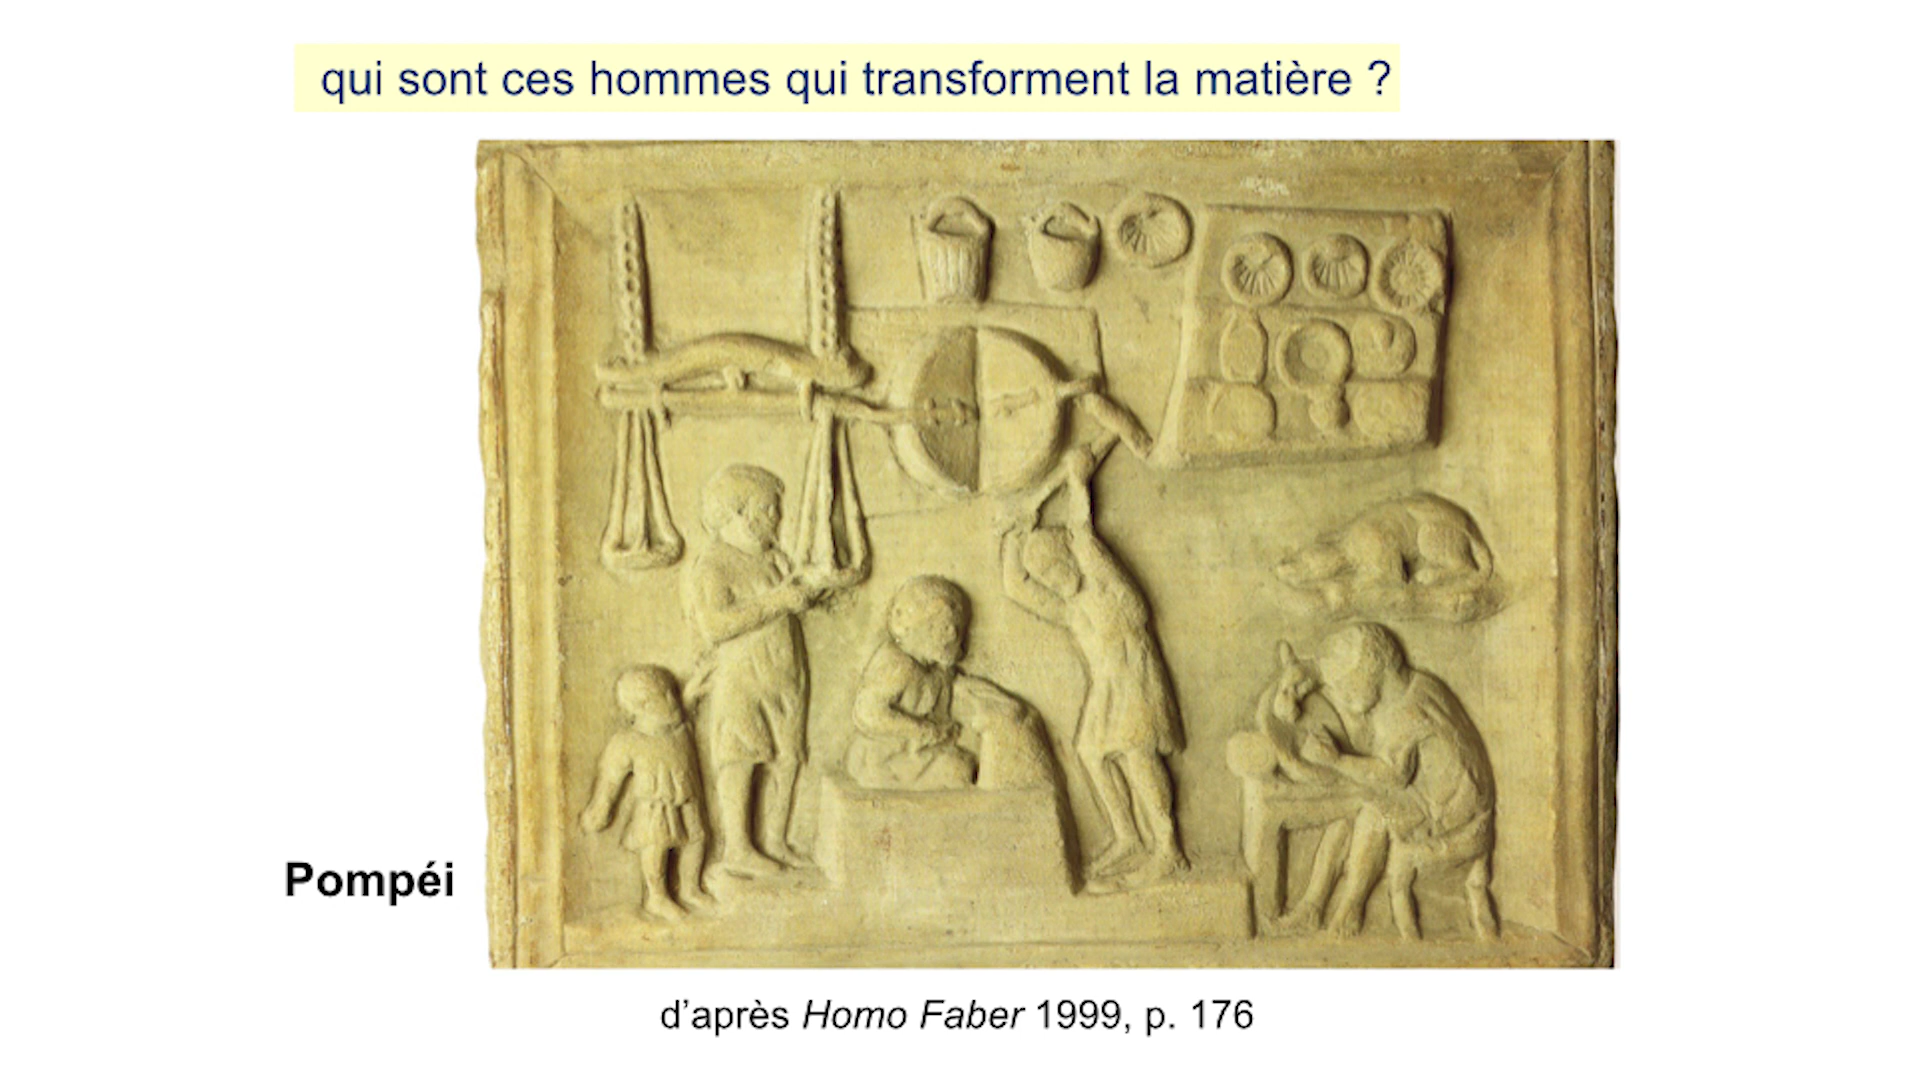 qui sont ces hommes qui transforment la matière ?
Pompéi
d’après Homo Faber 1999, p. 176